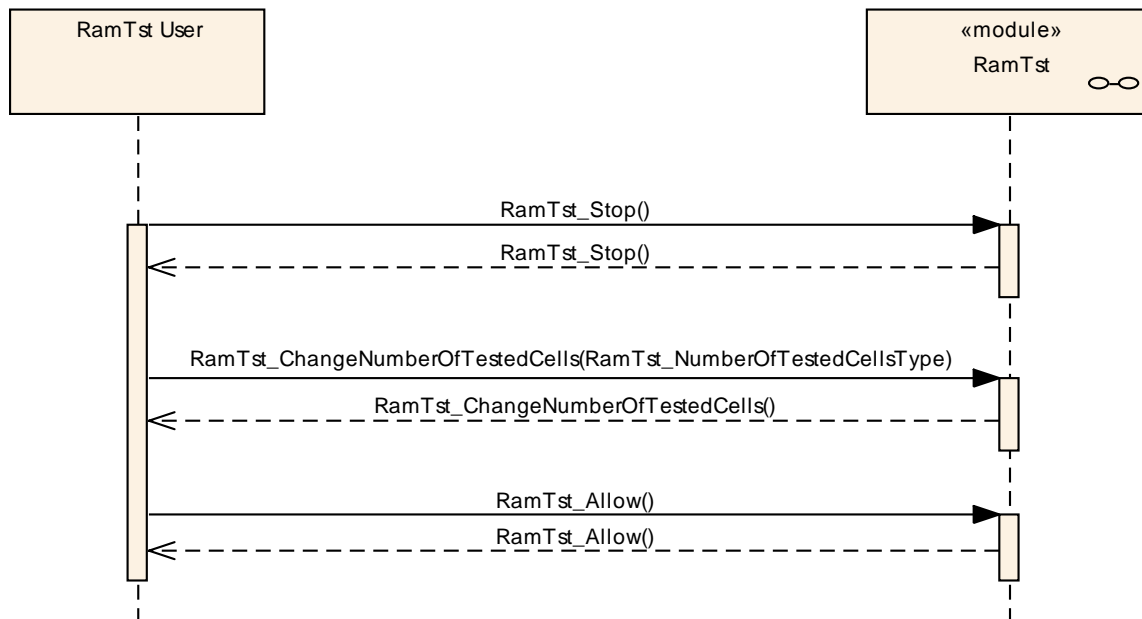 RamTst User
«module»
RamTst
RamTst_Stop()
RamTst_Stop()
RamTst_ChangeNumberOfTestedCells(RamTst_NumberOfTestedCellsType)
RamTst_ChangeNumberOfTestedCells()
RamTst_Allow()
RamTst_Allow()